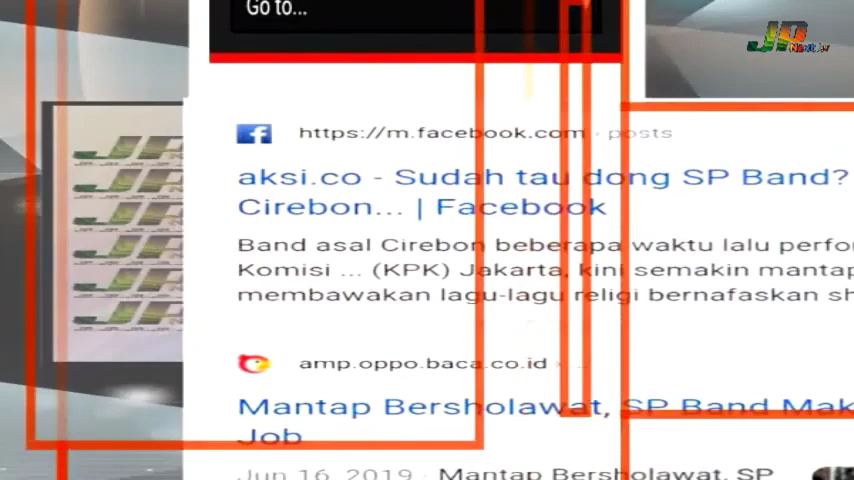 Go to...
JP
https://m.facebook.com › posts
aksi.co - Sudah tau dong SP Band?
Cirebon... | Facebook
Band asal Cirebon beberapa waktu lalu perfo
Komisi ... (KPK) Jakarta, kini semakin mantap
membawakan lagu-lagu religi bernafaskan sh
amp.oppo.baca.co.id › ...
Mantap Bersholawat, SP Band Mak
Job
Jun 16, 2019 · Mantap Bersholawat, SP